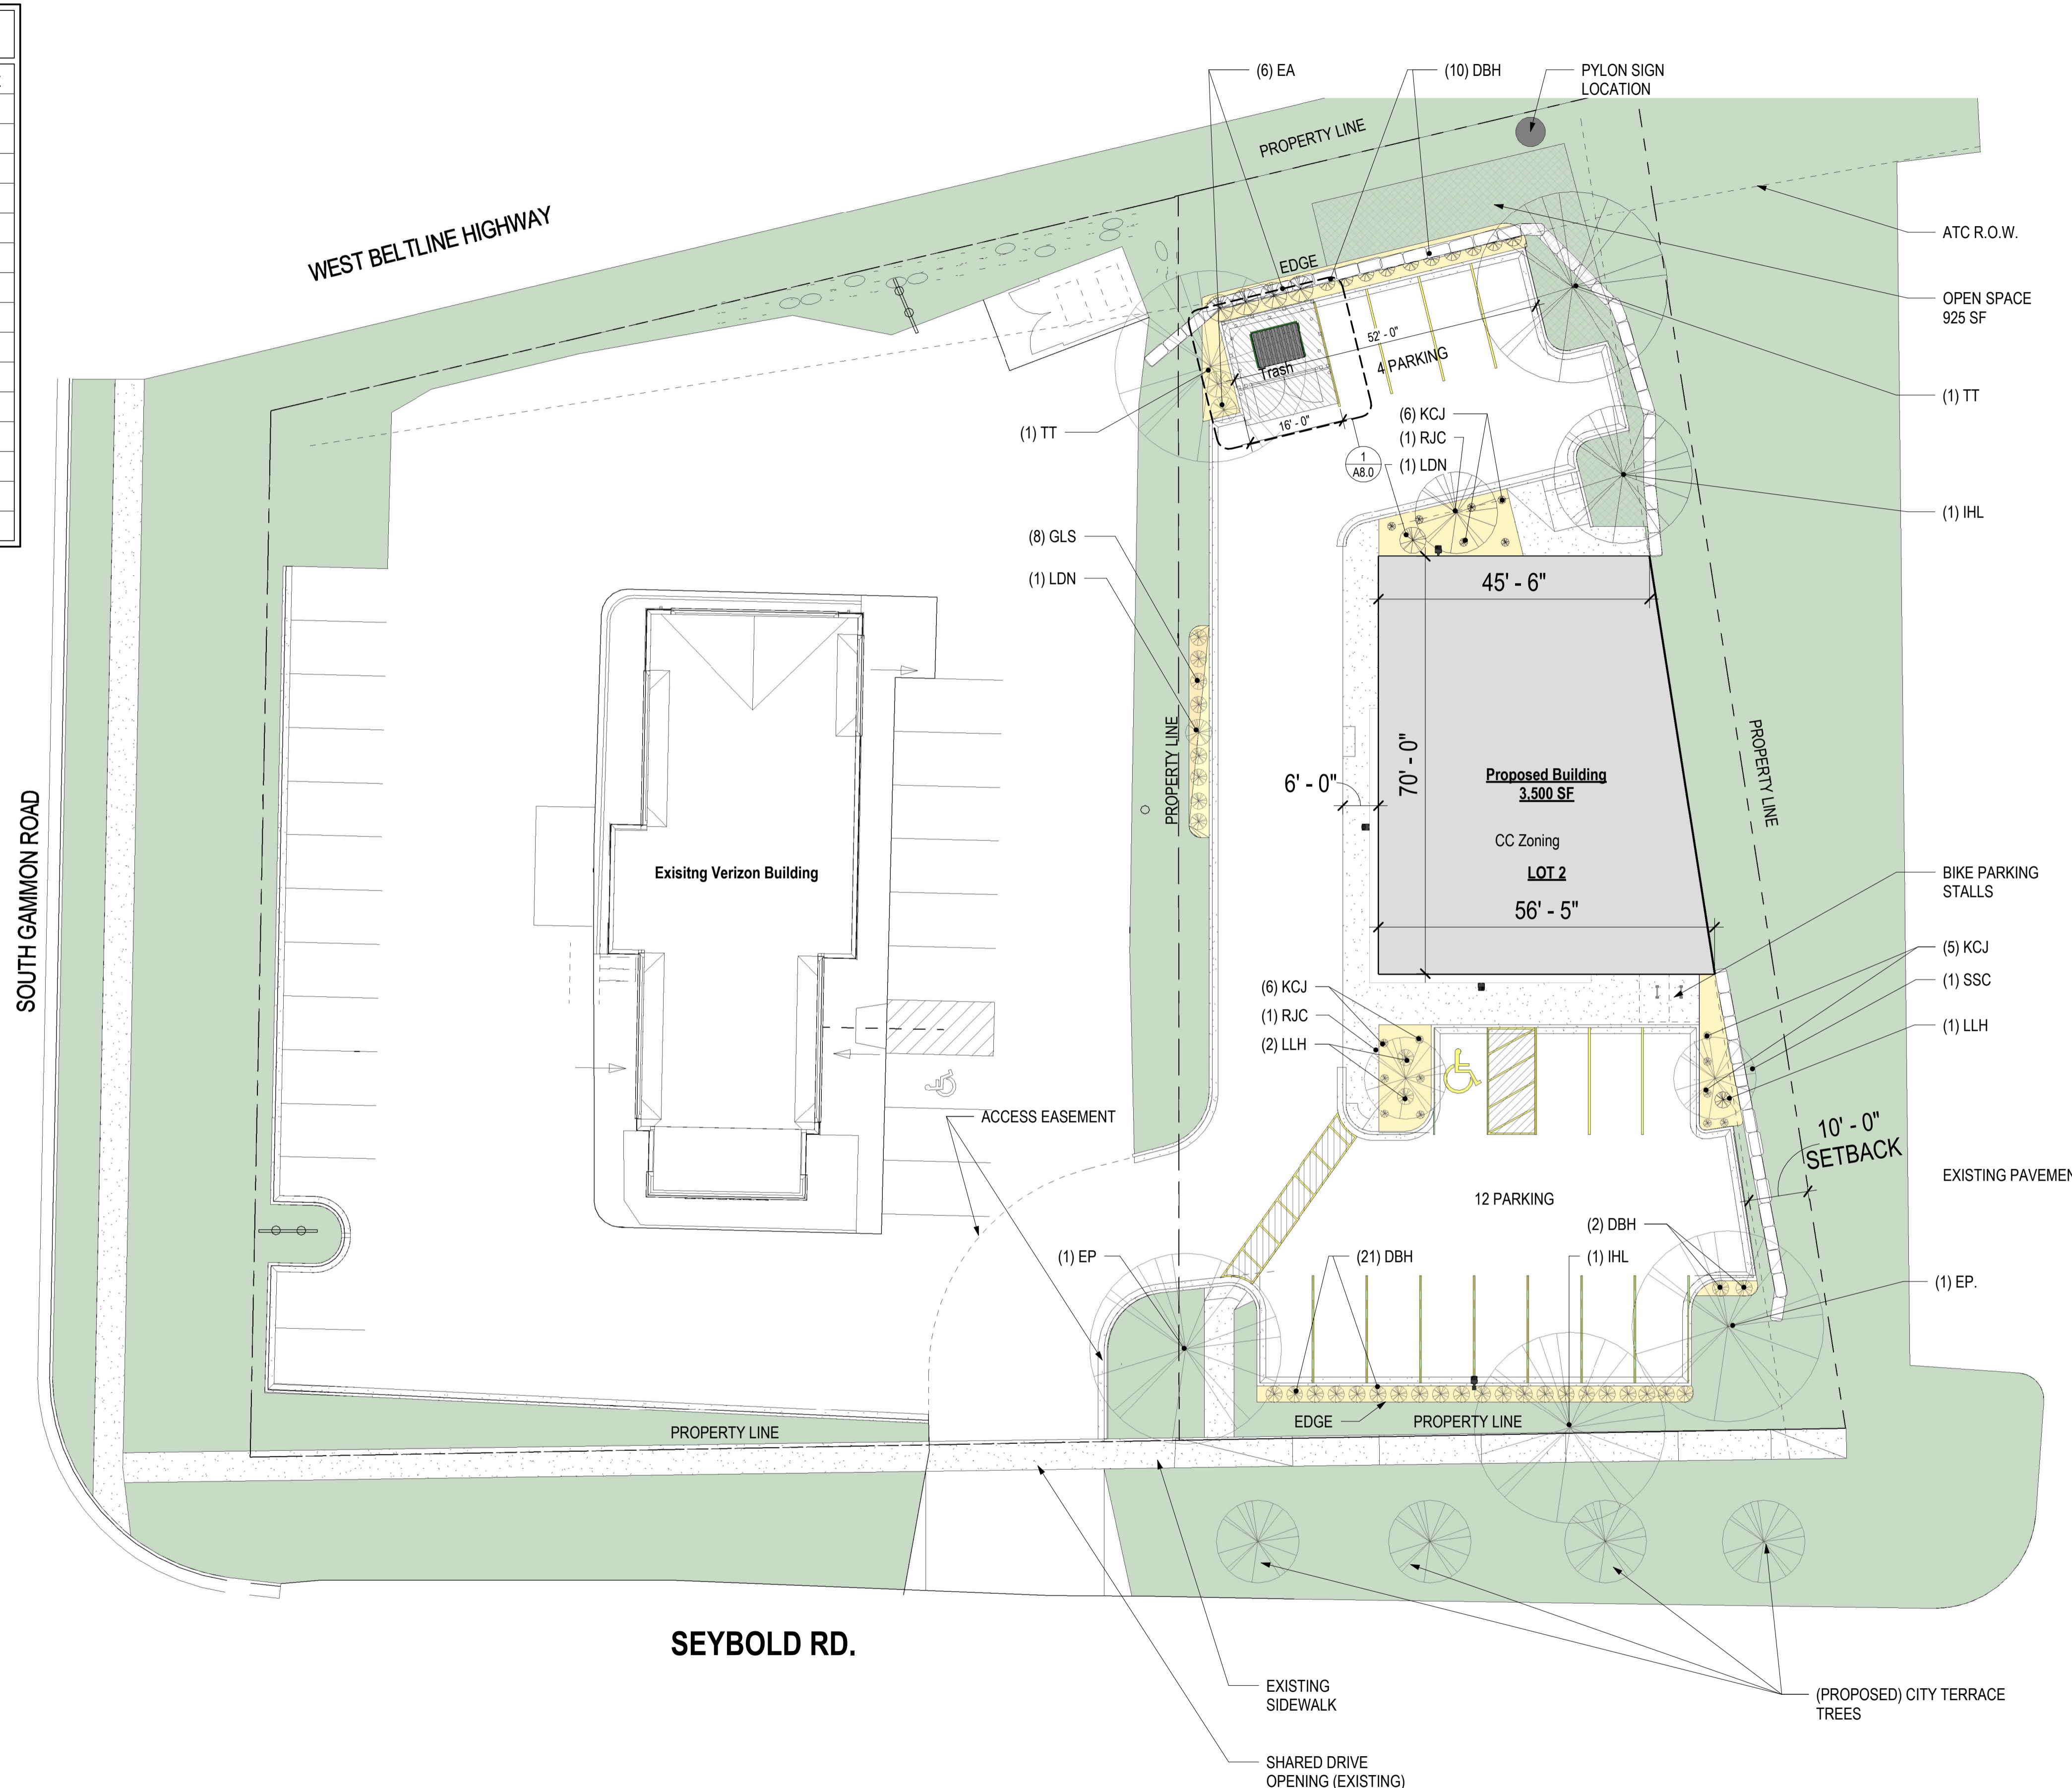 (6) EA
(10) DBH
PYLON SIGN
LOCATION
PROPERTY LINE
WEST BELTLINE HIGHWAY
ATC R.O.W.
EDGE
OPEN SPACE
925 SF
52' - 0"
Trash
4 PARKING
(1) TT
(6) KCJ
16' - 0"
(1) TT
(1) RJC
1
A8.0
(1) LDN
(1) IHL
(8) GLS
(1) LDN
45' - 6"
PROPERTY LINE
70' - 0"
6' - 0"
Proposed Building
3,500 SF
PROPERTY LINE
CC Zoning
LOT 2
56' - 5"
SOUTH GAMMON ROAD
Exisitng Verizon Building
BIKE PARKING
STALLS
(5) KCJ
(1) SSC
(1) LLH
(6) KCJ
(1) RJC
(2) LLH
ACCESS EASEMENT
10' - 0"
SETBACK
EXISTING PAVEMEN
12 PARKING
(2) DBH
(1) EP
(21) DBH
(1) IHL
(1) EP.
EDGE
PROPERTY LINE
PROPERTY LINE
SEYBOLD RD.
EXISTING
SIDEWALK
(PROPOSED) CITY TERRACE
TREES
SHARED DRIVE
OPENING (EXISTING)